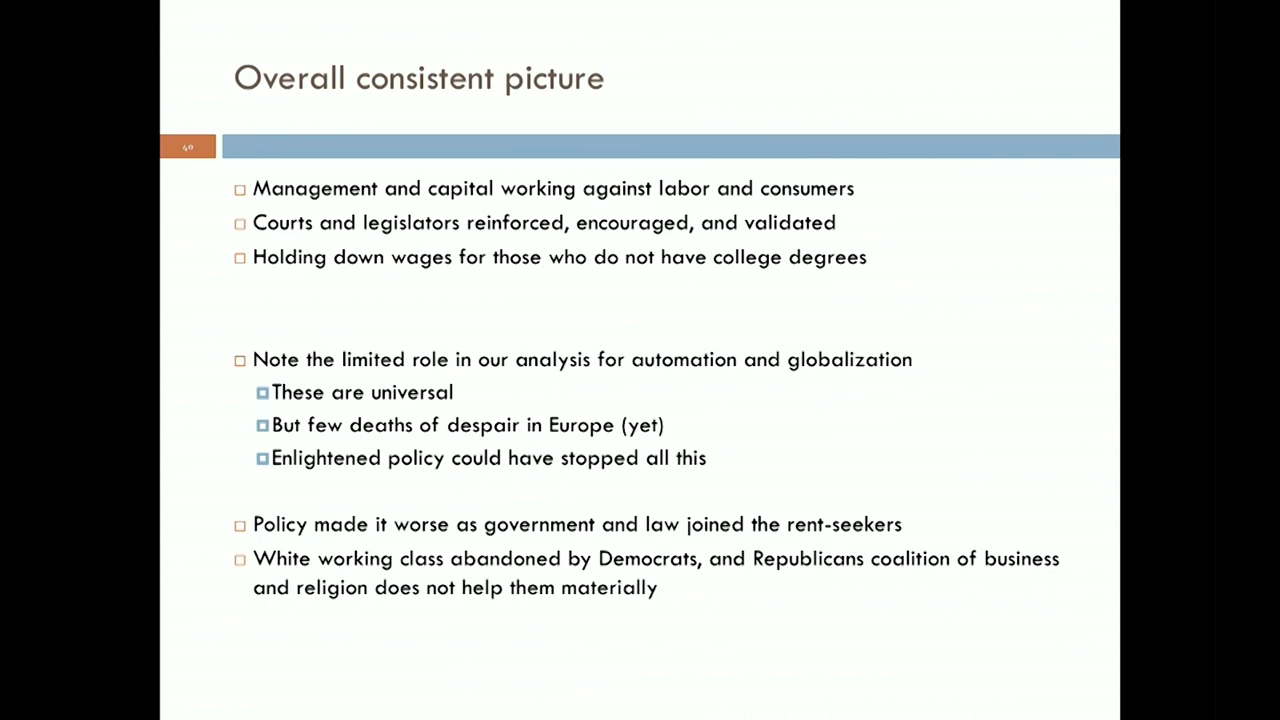 Overall consistent picture
40
Management and capital working against labor and consumers
Courts and legislators reinforced, encouraged, and validated
Holding down wages for those who do not have college degrees
Note the limited role in our analysis for automation and globalization
These are universal
But few deaths of despair in Europe (yet)
Enlightened policy could have stopped all this
Policy made it worse as government and law joined the rent-seekers
White working class abandoned by Democrats, and Republicans coalition of business
and religion does not help them materially